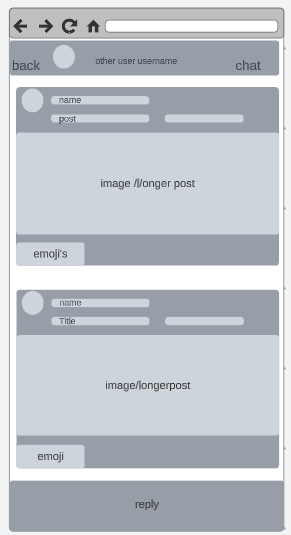 back
other user username
chat
name
post
image /l/onger post
emoji's
name
Title
image/longerpost
emoji
reply